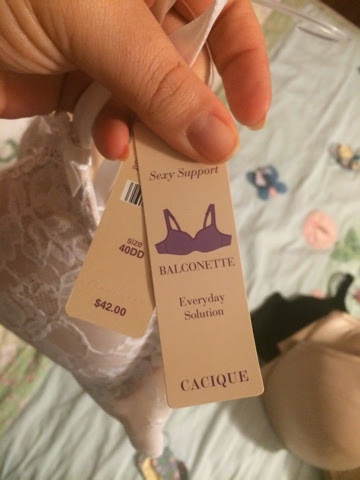 Sexy Support
BALCONETTE
Everyday
Solution
CACIQUE
size
40DD
$42.00